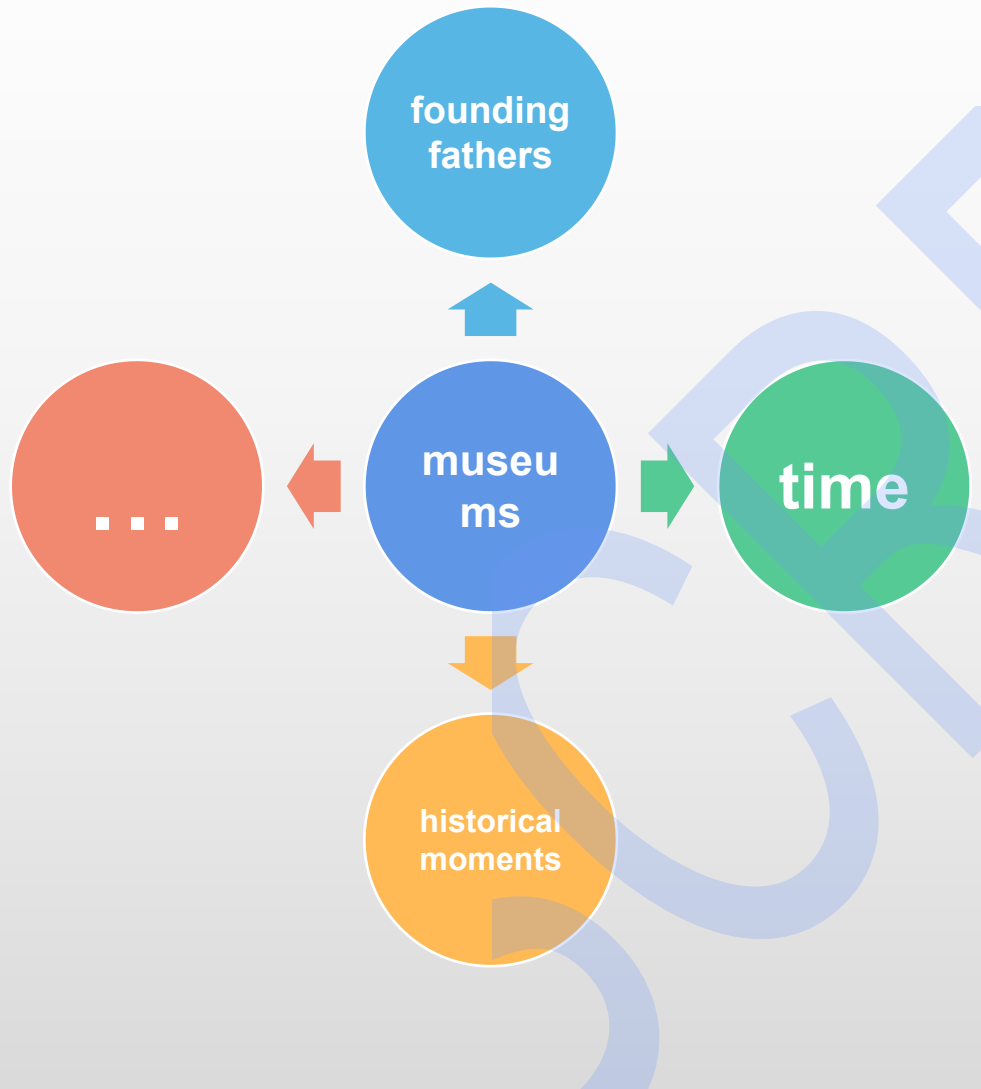 founding
fathers
...
museu
ms
time
historical
moments